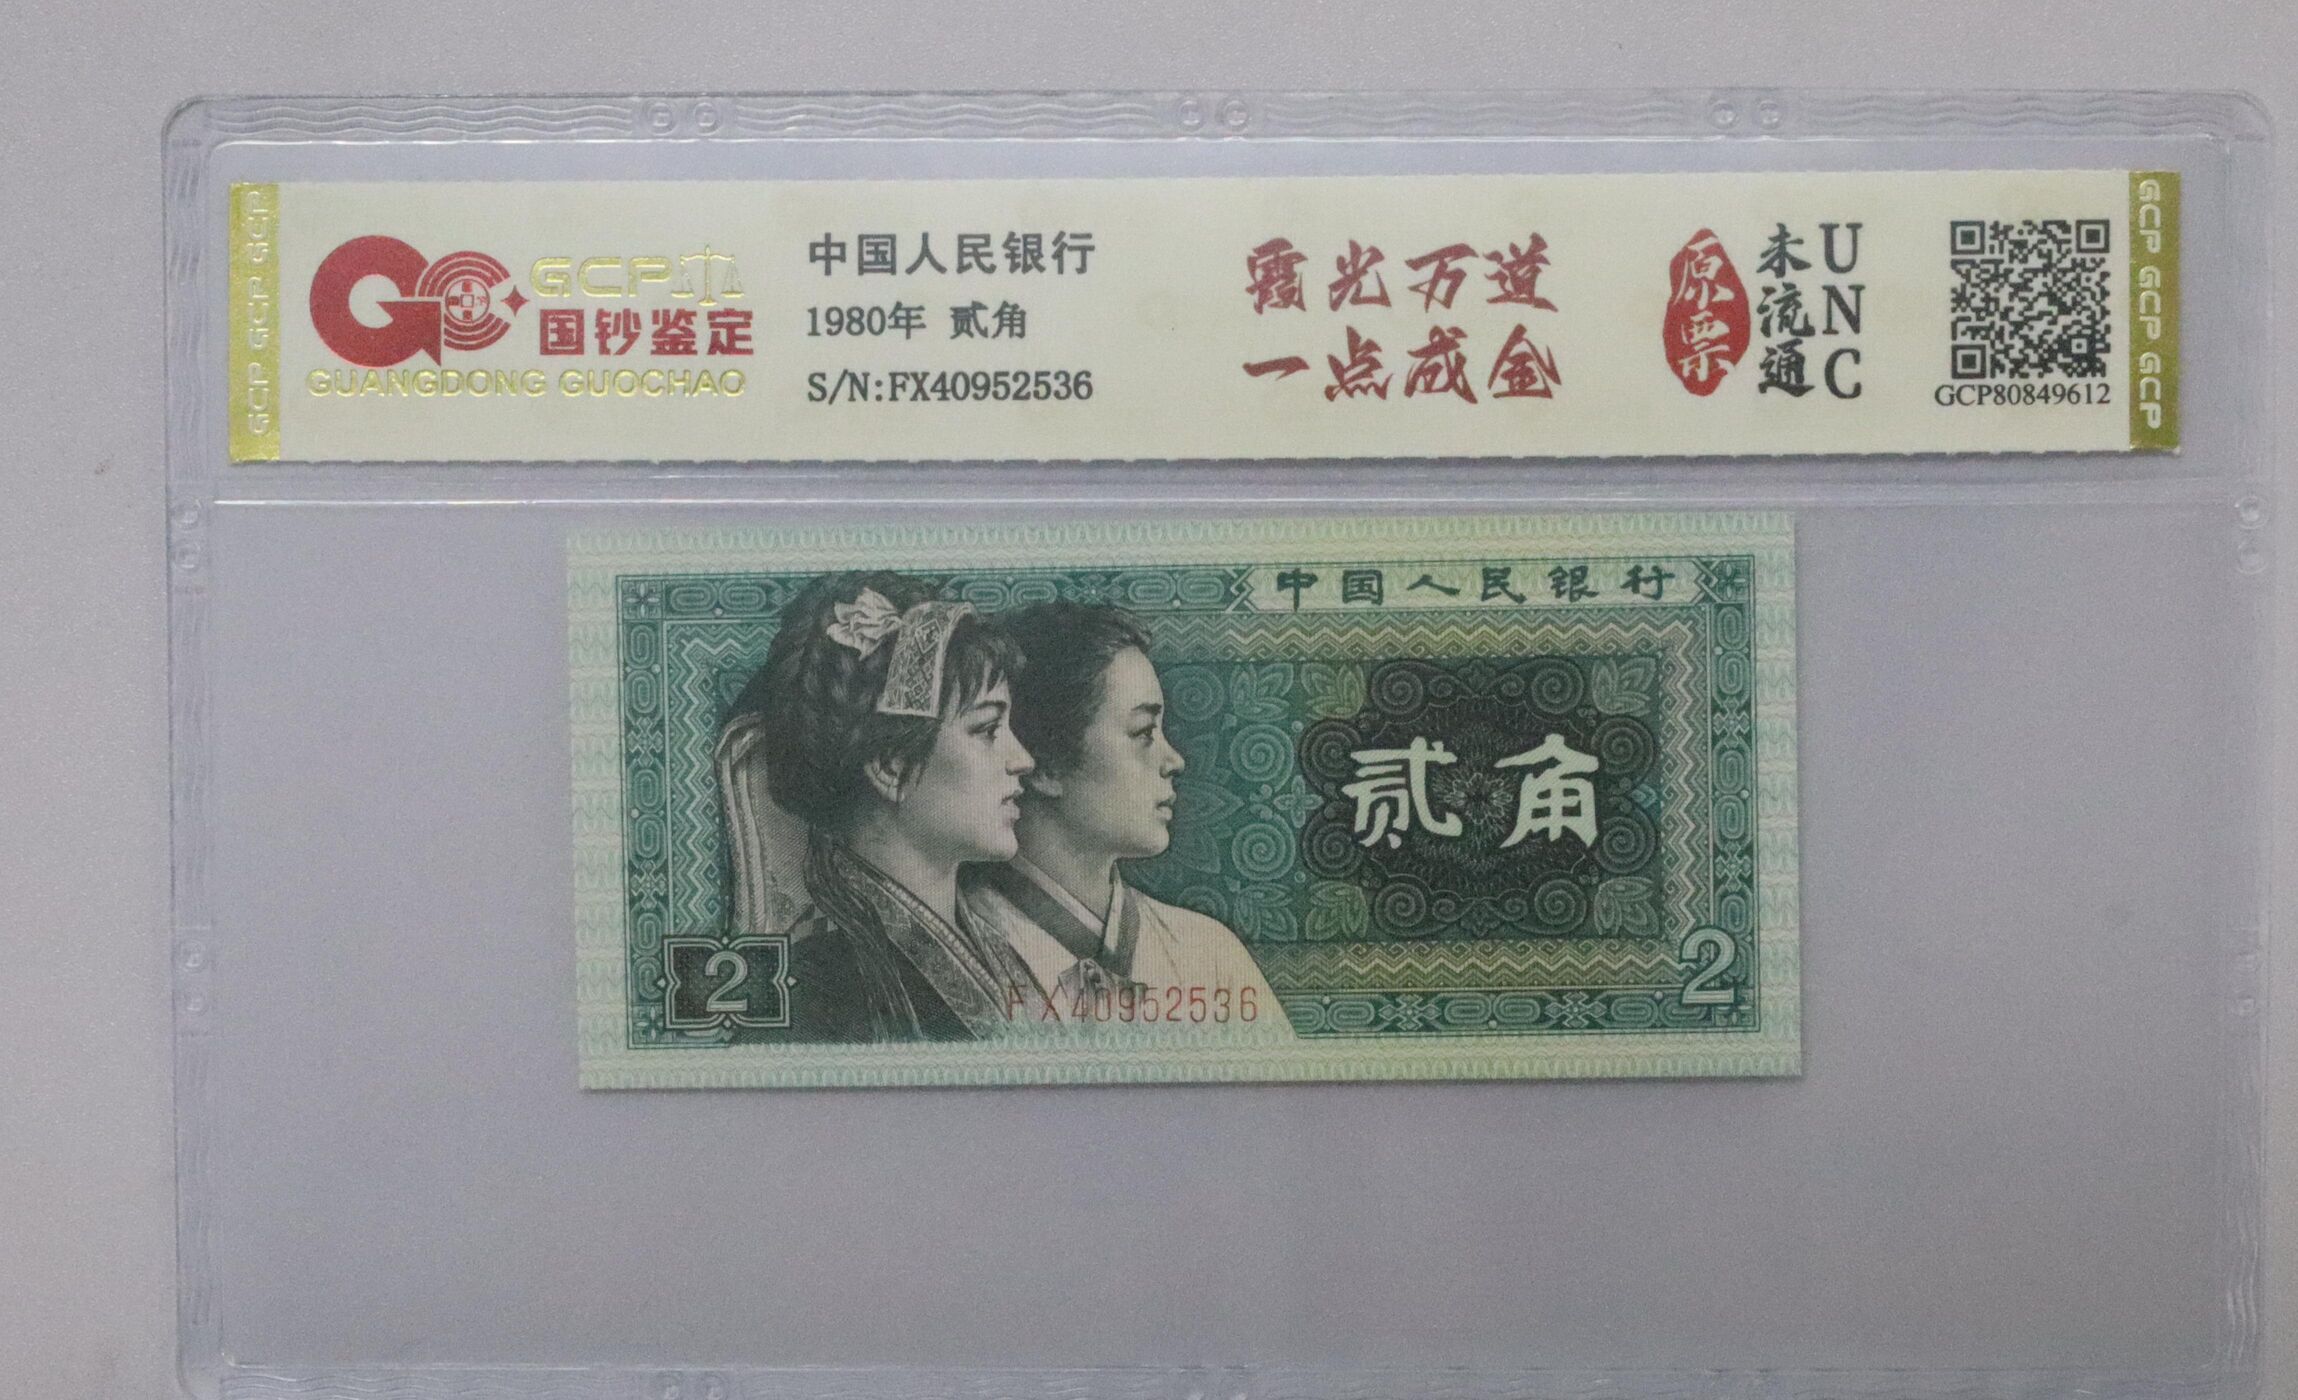 GCP
国钞鉴定
GUANGDONG GUOCHAO
中国人民银行
1980年 贰角
S/N:FX40952536
霞光万道
一点成金
原票
未流通
UNC
GCP80849612
GCP GCP GCP
GCP GCP GCP
中国人民银行
贰角
2
2
FX40952536